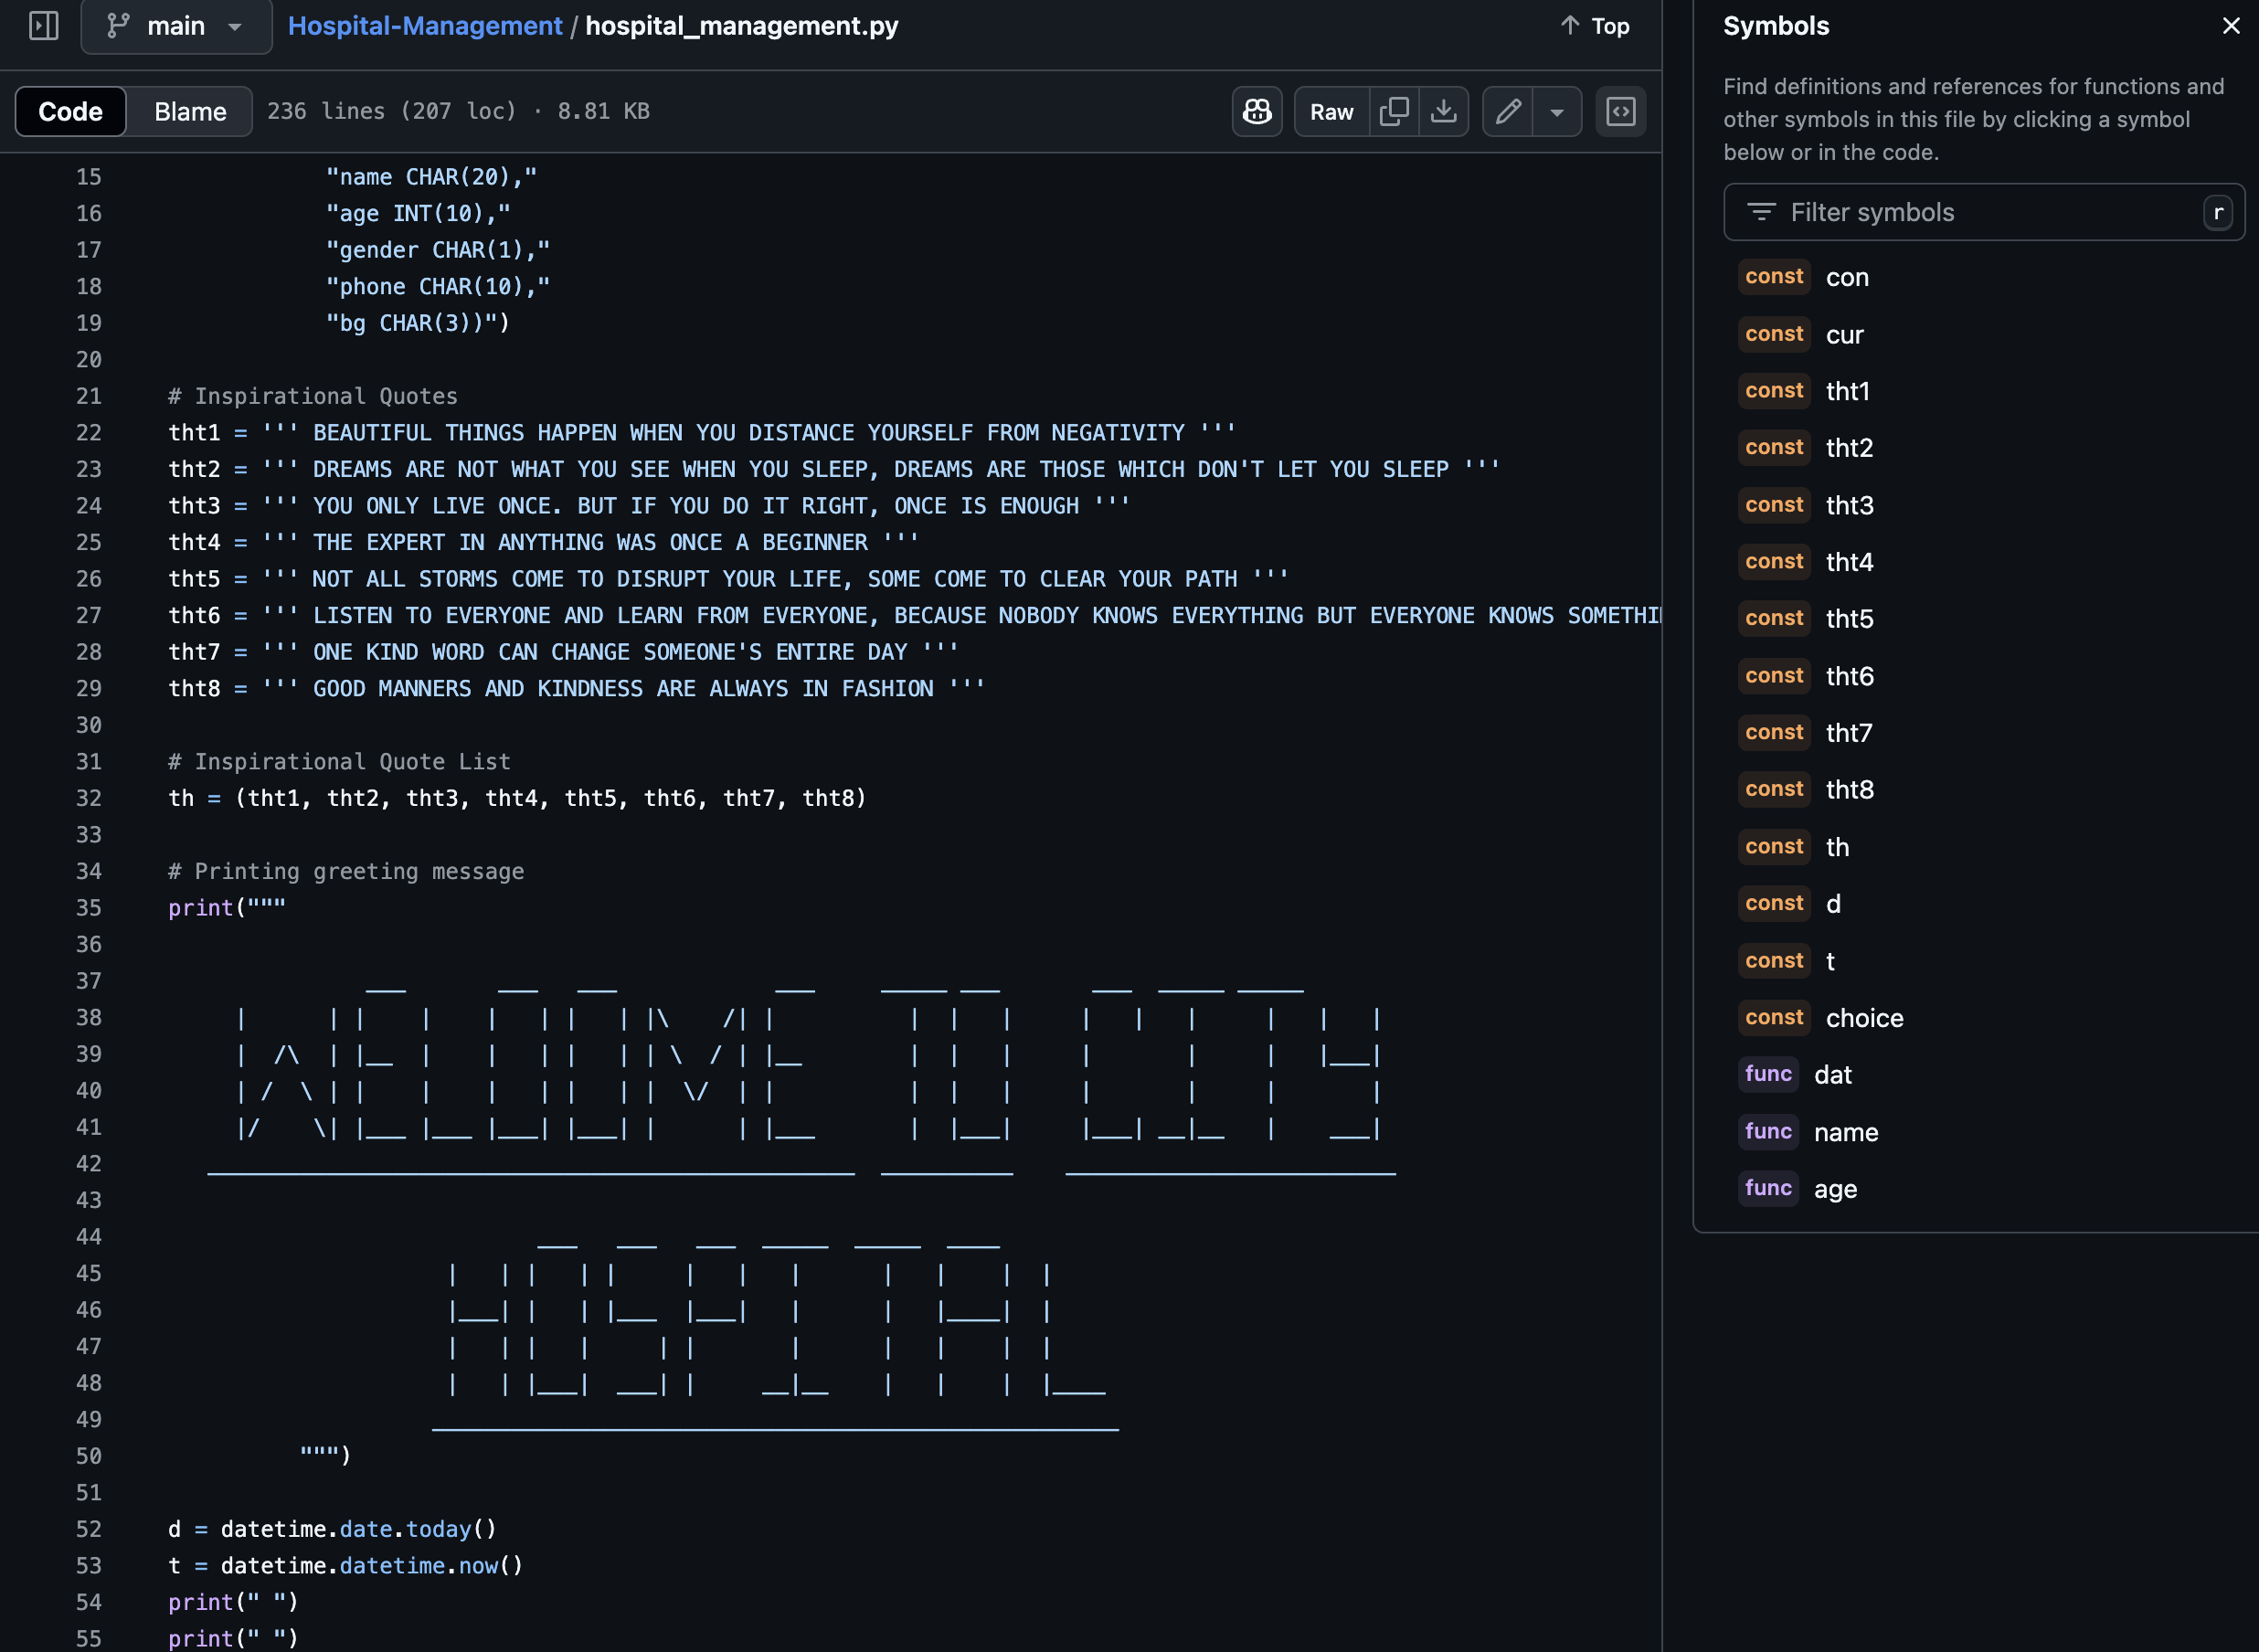 main
Hospital-Management / hospital_management.py
↑ Top
Code Blame 236 lines (207 loc) · 8.81 KB
Raw
15 "name CHAR(20),"
16 "age INT(10),"
17 "gender CHAR(1),"
18 "phone CHAR(10),"
19 "bg CHAR(3))")
20
21 # Inspirational Quotes
22 tht1 = ''' BEAUTIFUL THINGS HAPPEN WHEN YOU DISTANCE YOURSELF FROM NEGATIVITY '''
23 tht2 = ''' DREAMS ARE NOT WHAT YOU SEE WHEN YOU SLEEP, DREAMS ARE THOSE WHICH DON'T LET YOU SLEEP '''
24 tht3 = ''' YOU ONLY LIVE ONCE. BUT IF YOU DO IT RIGHT, ONCE IS ENOUGH '''
25 tht4 = ''' THE EXPERT IN ANYTHING WAS ONCE A BEGINNER '''
26 tht5 = ''' NOT ALL STORMS COME TO DISRUPT YOUR LIFE, SOME COME TO CLEAR YOUR PATH '''
27 tht6 = ''' LISTEN TO EVERYONE AND LEARN FROM EVERYONE, BECAUSE NOBODY KNOWS EVERYTHING BUT EVERYONE KNOWS
28 tht7 = ''' ONE KIND WORD CAN CHANGE SOMEONE'S ENTIRE DAY '''
29 tht8 = ''' GOOD MANNERS AND KINDNESS ARE ALWAYS IN FASHION '''
30
31 # Inspirational Quote List
32 th = (tht1, tht2, tht3, tht4, tht5, tht6, tht7, tht8)
33
34 # Printing greeting message
35 print("""
36
37
38
39 WELCOME TO CITY
40
41
42
43
44
45
46 HOSPITAL
47
48
49
50 """)
51
52 d = datetime.date.today()
53 t = datetime.datetime.now()
54 print(" ")
55 print(" ")
Symbols
Find definitions and references for functions and
other symbols in this file by clicking a symbol
below or in the code.
Filter symbols r
const con
const cur
const tht1
const tht2
const tht3
const tht4
const tht5
const tht6
const tht7
const tht8
const th
const d
const t
const choice
func dat
func name
func age